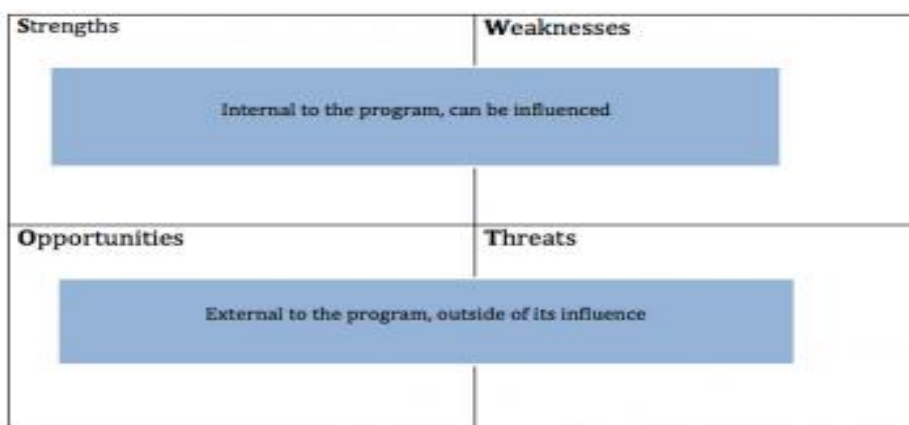 Strengths
Weaknesses
Internal to the program, can be influenced
Opportunities
Threats
External to the program, outside of its influence